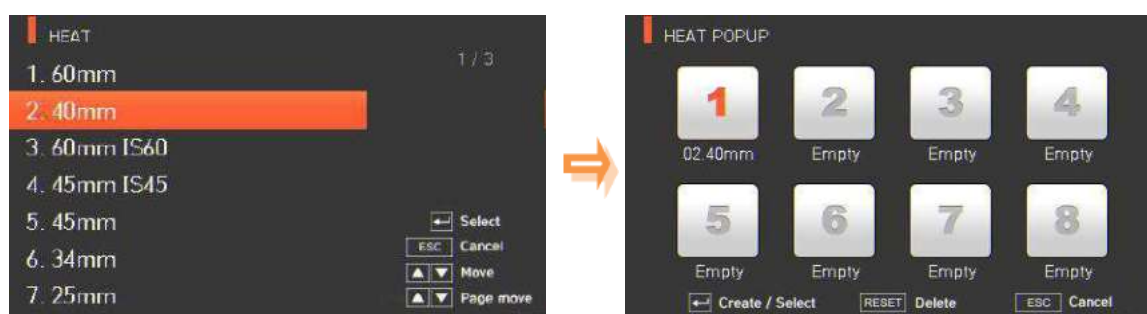 HEAT
1 / 3
1. 60mm
2. 40mm
3. 60mm IS60
4. 45mm IS45
5. 45mm
6. 34mm
7. 25mm
Select
ESC Cancel
Move
Page move
HEAT POPUP
1 2 3 4
02.40mm Empty Empty Empty
5 6 7 8
Empty Empty Empty Empty
Create / Select RESET Delete ESC Cancel